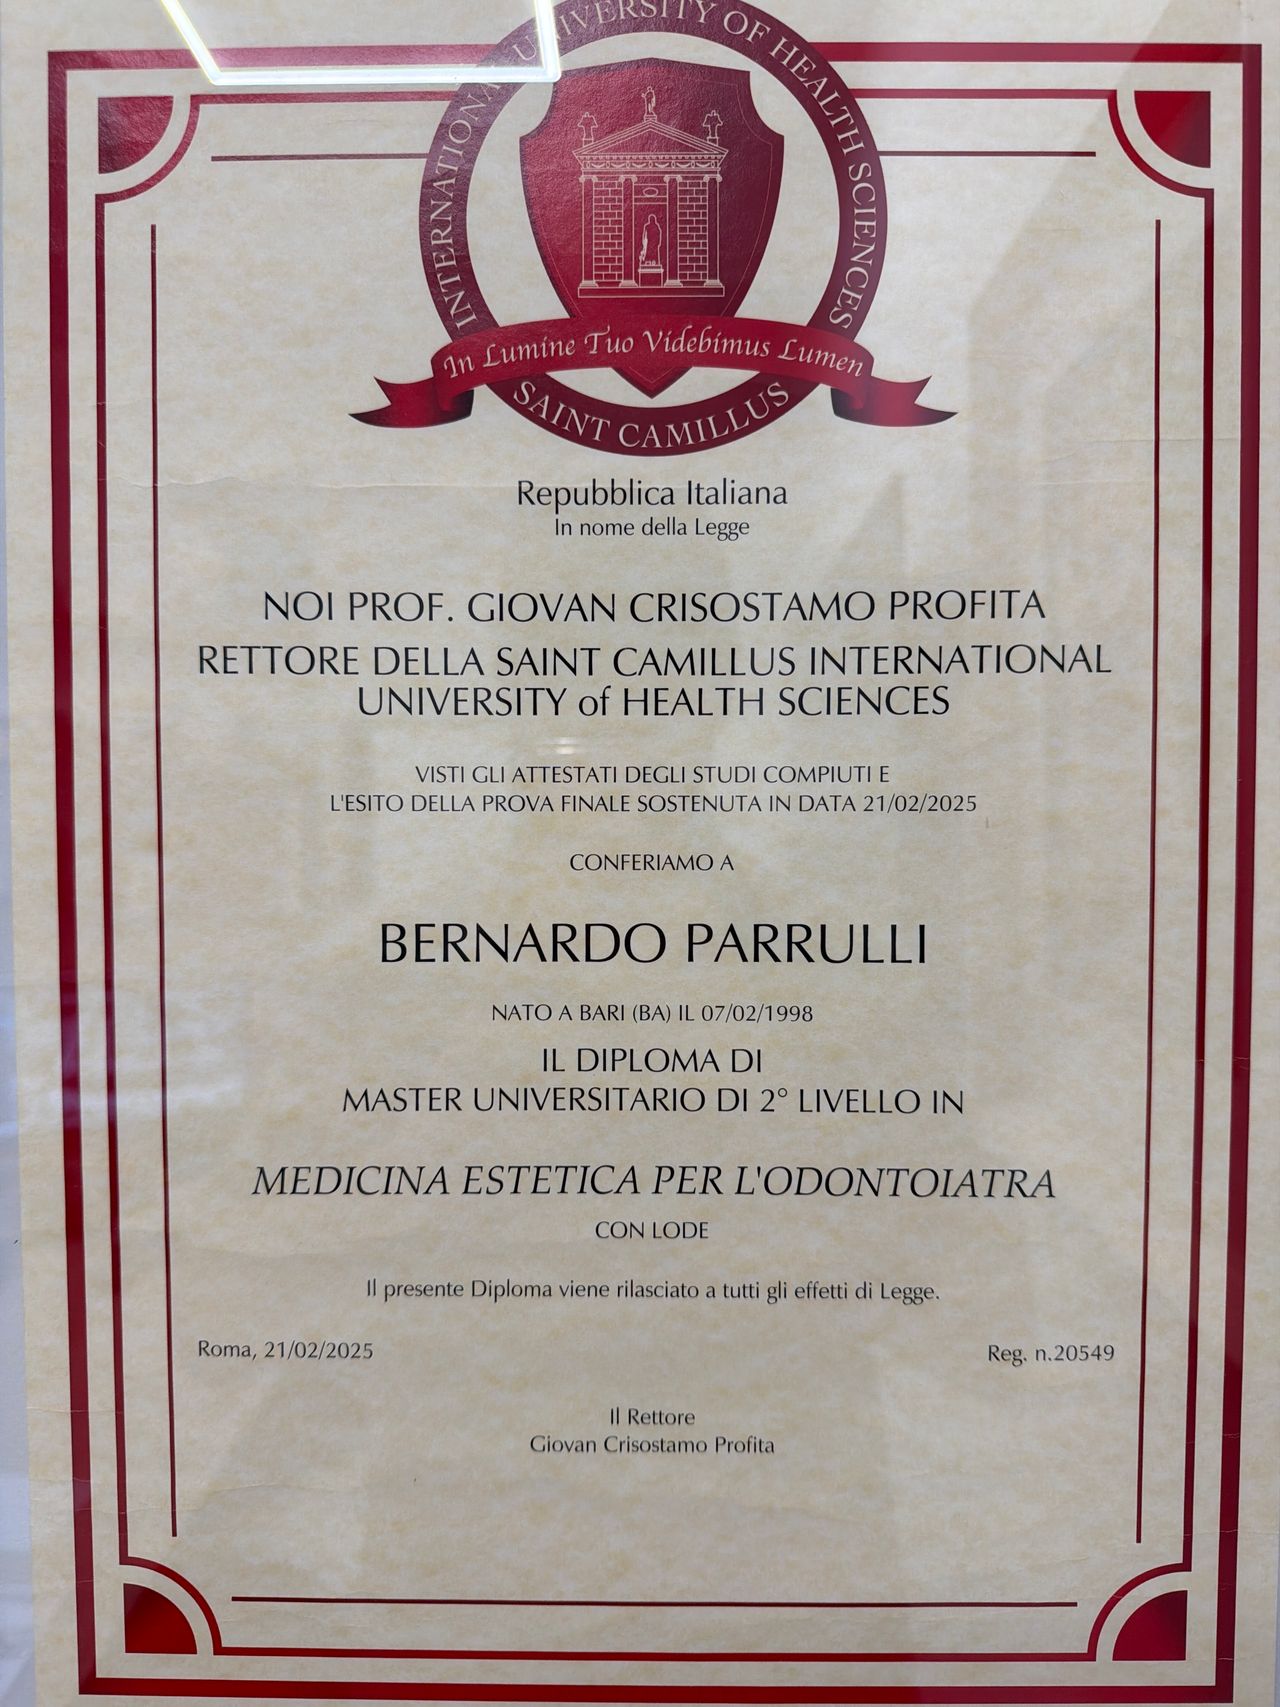 INTERNATIONAL UNIVERSITY OF HEALTH SCIENCES
In Lumine Tuo Videbimus Lumen
SAINT CAMILLUS
Repubblica Italiana
In nome della Legge
NOI PROF. GIOVAN CRISOSTAMO PROFITA
RETTORE DELLA SAINT CAMILLUS INTERNATIONAL
UNIVERSITY of HEALTH SCIENCES
VISTI GLI ATTESTATI DEGLI STUDI COMPIUTI E
L'ESITO DELLA PROVA FINALE SOSTENUTA IN DATA 21/02/2025
CONFERIAMO A
BERNARDO PARRULLI
NATO A BARI (BA) IL 07/02/1998
IL DIPLOMA DI
MASTER UNIVERSITARIO DI 2° LIVELLO IN
MEDICINA ESTETICA PER L'ODONTOIATRA
CON LODE
Il presente Diploma viene rilasciato a tutti gli effetti di Legge.
Roma, 21/02/2025
Reg. n.20549
Il Rettore
Giovan Crisostamo Profita